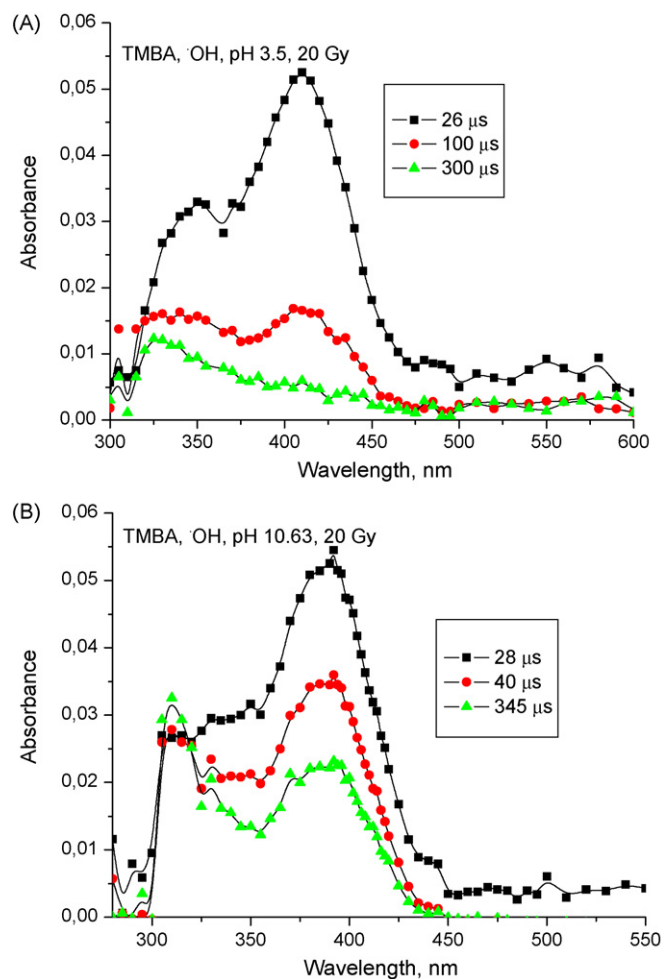 (A)
0,06
0,05
0,04
0,03
0,02
0,01
0,00
Absorbance
TMBA, ·OH, pH 3.5, 20 Gy
26 μs
100 μs
300 μs
300 350 400 450 500 550 600
Wavelength, nm
(B)
0,06
0,05
0,04
0,03
0,02
0,01
0,00
Absorbance
TMBA, ·OH, pH 10.63, 20 Gy
28 μs
40 μs
345 μs
300 350 400 450 500 550
Wavelength, nm